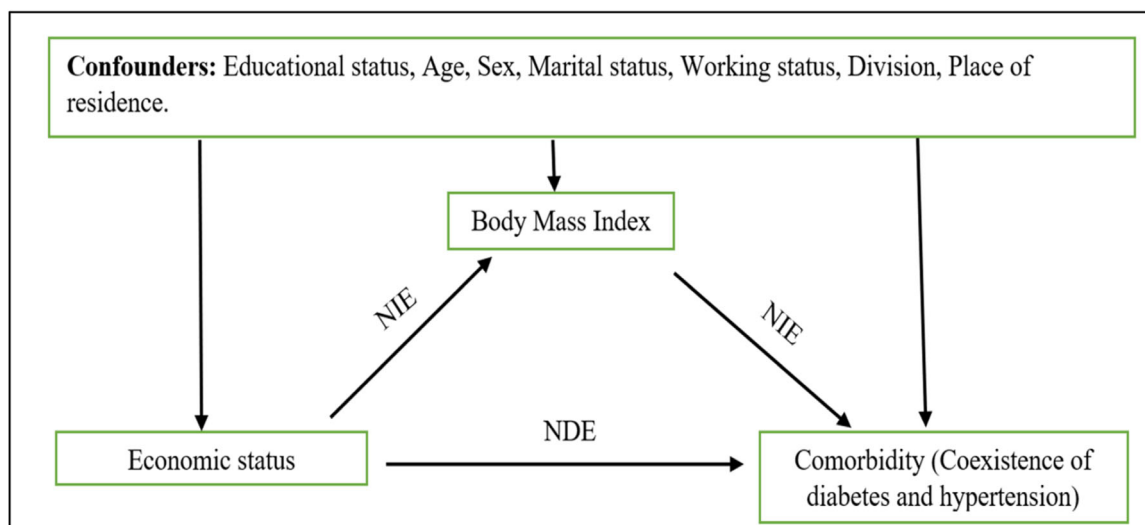 Confounders: Educational status, Age, Sex, Marital status, Working status, Division, Place of
residence.
Body Mass Index
NIE
NIE
NDE
Economic status
Comorbidity (Coexistence of
diabetes and hypertension)